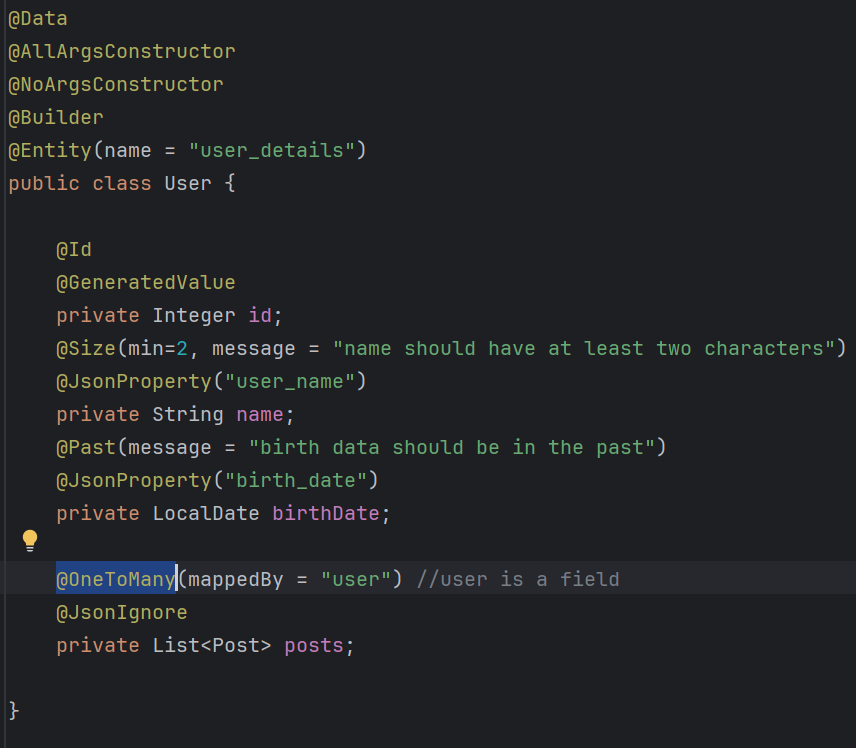 @Data
@AllArgsConstructor
@NoArgsConstructor
@Builder
@Entity(name = "user_details")
public class User {
@Id
@GeneratedValue
private Integer id;
@Size(min=2, message = "name should have at least two characters")
@JsonProperty("user_name")
private String name;
@Past(message = "birth data should be in the past")
@JsonProperty("birth_date")
private LocalDate birthDate;
@OneToMany(mappedBy = "user") //user is a field
@JsonIgnore
private List<Post> posts;
}